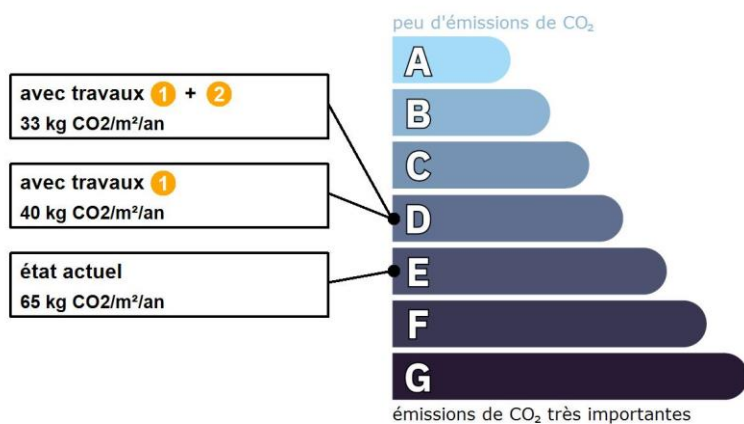 peu d'émissions de CO₂
A
avec travaux 1 + 2
33 kg CO2/m²/an
B
C
avec travaux 1
40 kg CO2/m²/an
D
état actuel
65 kg CO2/m²/an
E
F
G
émissions de CO₂ très importantes